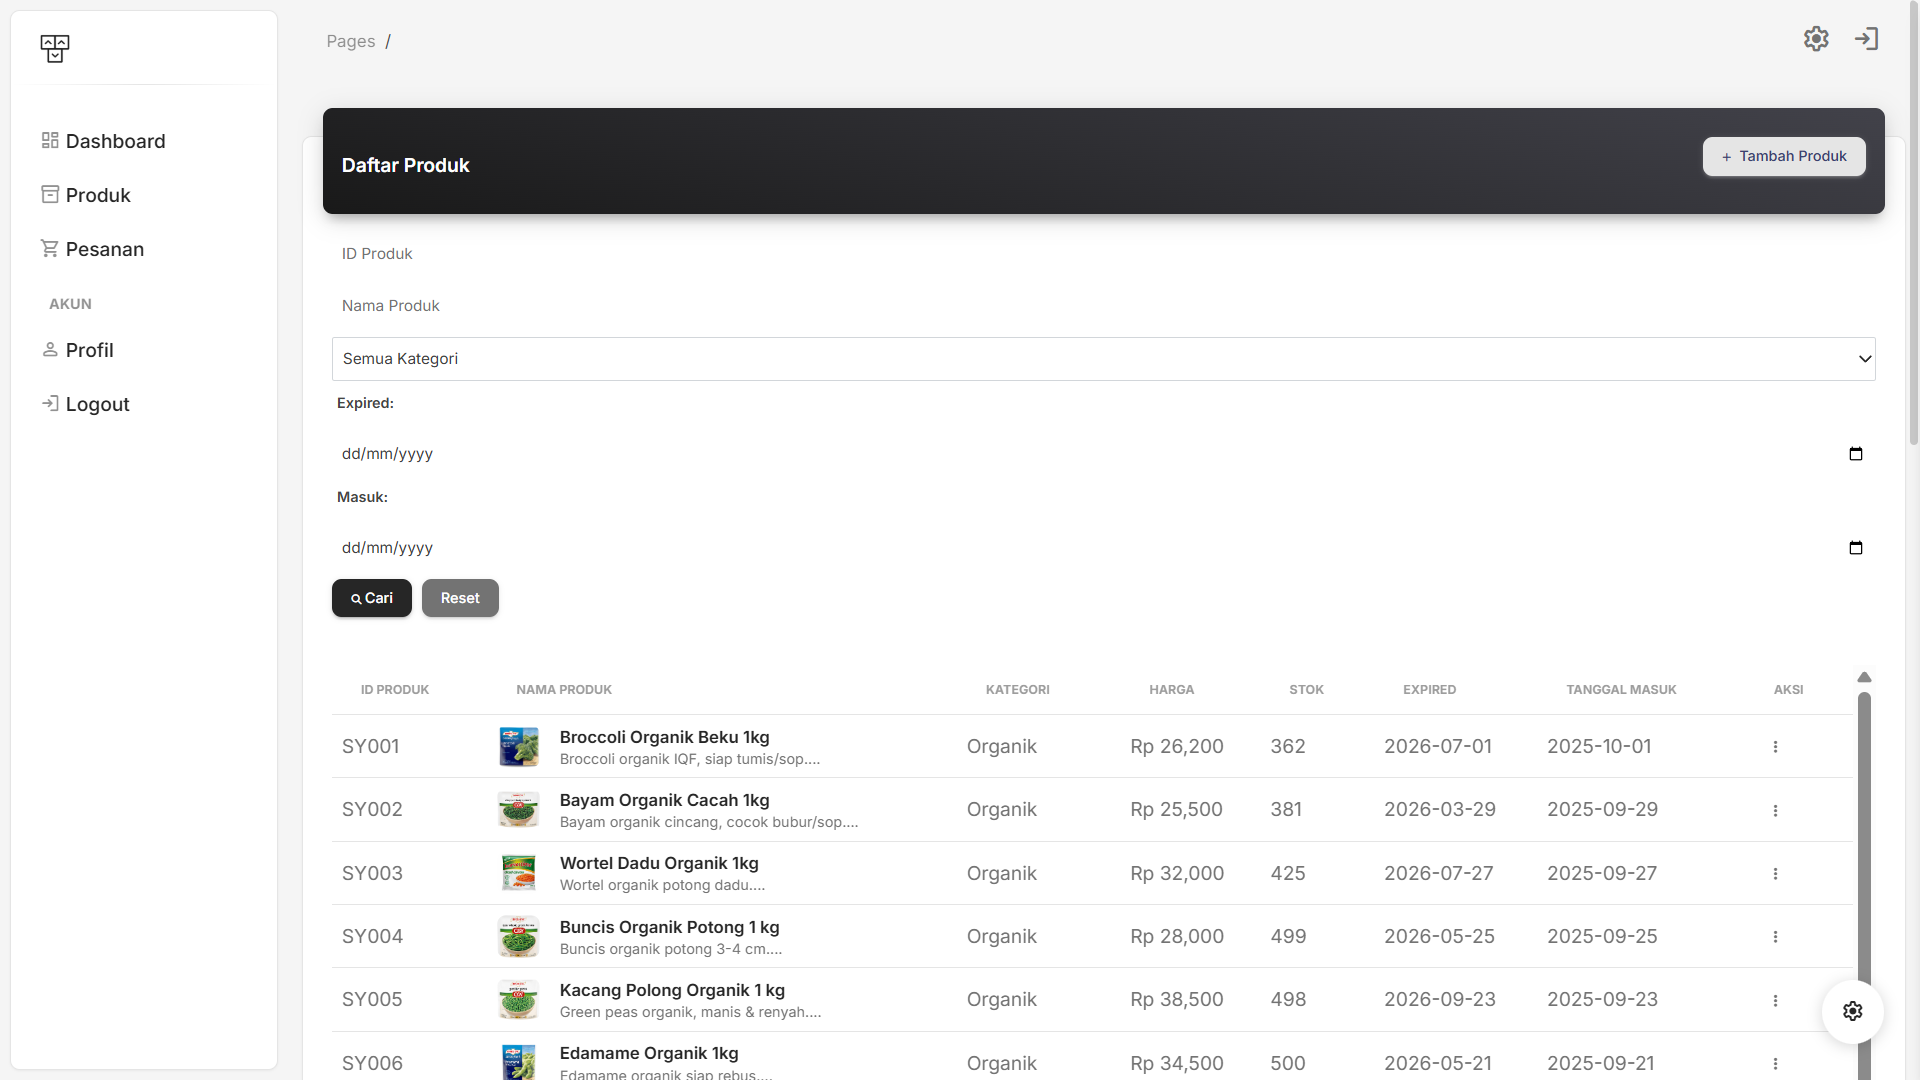 Pages /
Dashboard
Produk
Pesanan
AKUN
Profil
Logout
Daftar Produk
+ Tambah Produk
ID Produk
Nama Produk
Semua Kategori
Expired:
dd/mm/yyyy
Masuk:
dd/mm/yyyy
Cari
Reset
ID PRODUK NAMA PRODUK KATEGORI HARGA STOK EXPIRED TANGGAL MASUK AKSI
SY001 Broccoli Organik Beku 1kg Organik Rp 26,200 362 2026-07-01 2025-10-01
Broccoli organik IQF, siap tumis/sop....
SY002 Bayam Organik Cacah 1kg Organik Rp 25,500 381 2026-03-29 2025-09-29
Bayam organik cincang, cocok bubur/sop....
SY003 Wortel Dadu Organik 1kg Organik Rp 32,000 425 2026-07-27 2025-09-27
Wortel organik potong dadu....
SY004 Buncis Organik Potong 1 kg Organik Rp 28,000 499 2026-05-25 2025-09-25
Buncis organik potong 3-4 cm....
SY005 Kacang Polong Organik 1 kg Organik Rp 38,500 498 2026-09-23 2025-09-23
Green peas organik, manis & renyah....
SY006 Edamame Organik 1kg Organik Rp 34,500 500 2026-05-21 2025-09-21
Edamame organik siap rebus....